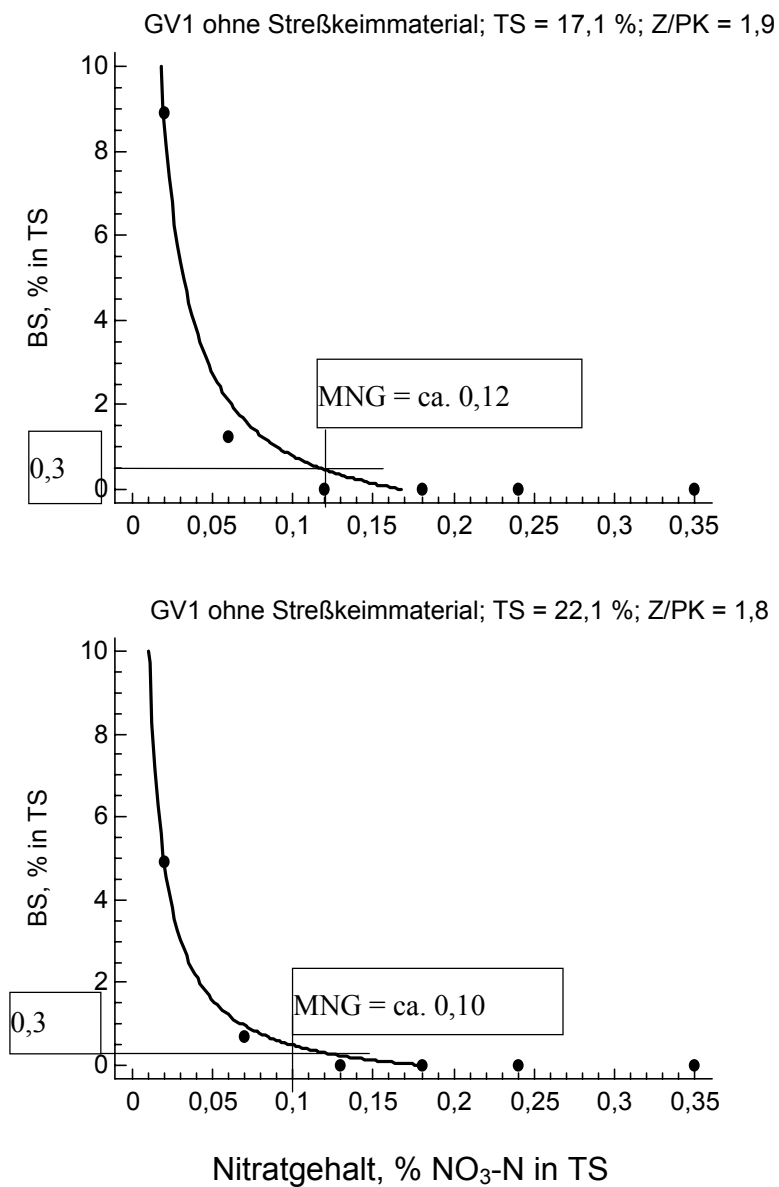 GV1 ohne Streßkeimmaterial; TS = 17,1 %; Z/PK = 1,9
10
8
6
4
2
0
BS, % in TS
MNG = ca. 0,12
0,3
0 0,05 0,1 0,15 0,2 0,25 0,3 0,35
GV1 ohne Streßkeimmaterial; TS = 22,1 %; Z/PK = 1,8
10
8
6
4
2
0
BS, % in TS
MNG = ca. 0,10
0,3
0 0,05 0,1 0,15 0,2 0,25 0,3 0,35
Nitratgehalt, % NO₃-N in TS